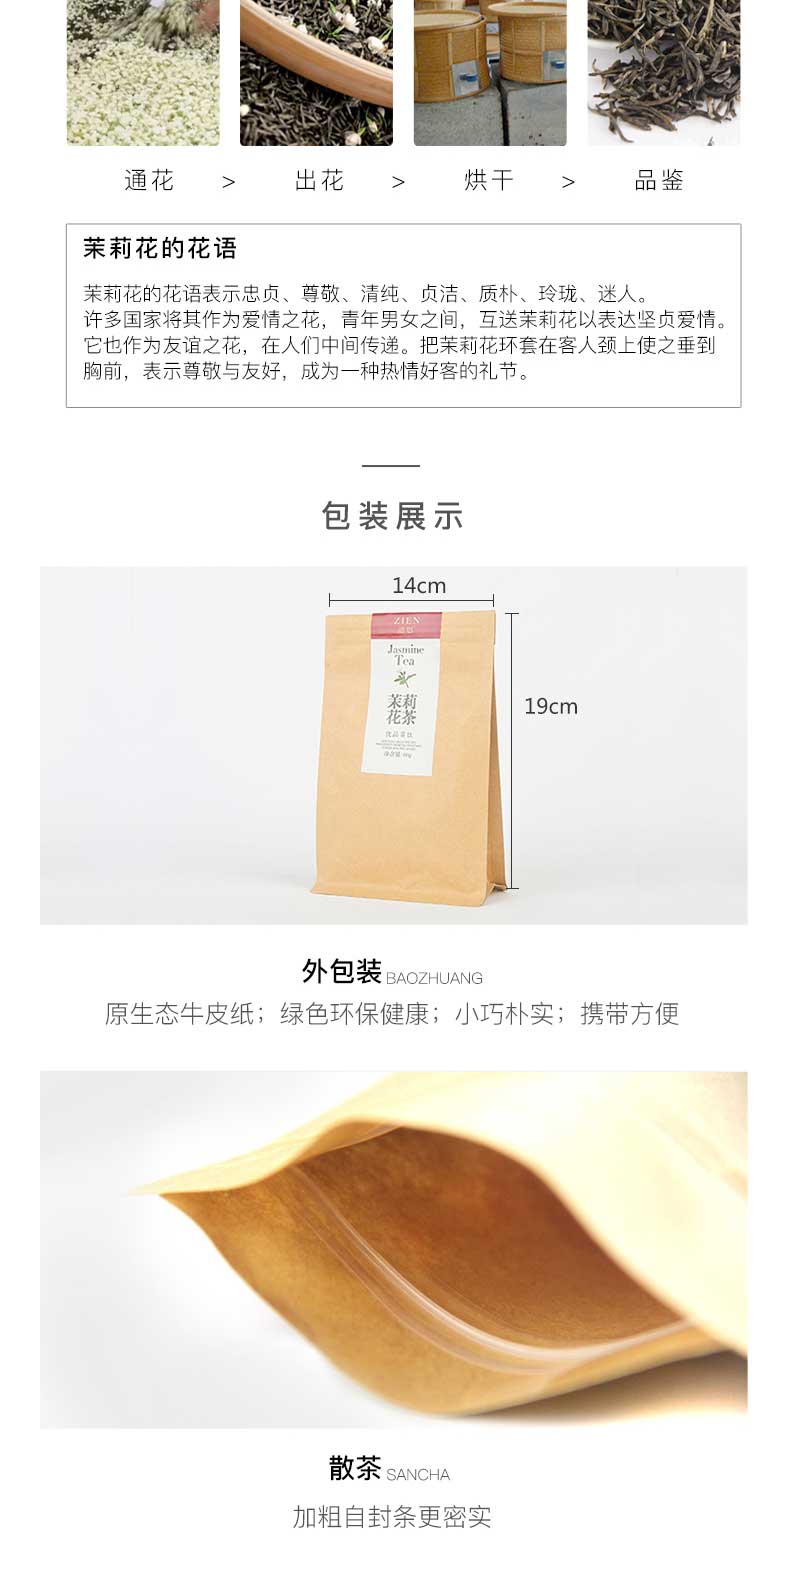 通花 > 出花 > 烘干 > 品鉴
茉莉花的花语
茉莉花的花语表示忠贞、尊敬、清纯、贞洁、质朴、玲珑、迷人。
许多国家将其作为爱情之花，青年男女之间，互送茉莉花以表达坚贞爱情。
它也作为友谊之花，在人们中间传递。把茉莉花环套在客人颈上使之垂到
胸前，表示尊敬与友好，成为一种热情好客的礼节。
包装展示
14cm
ZIEN
Jasmine
Tea
茉莉
花茶
优品茶饮
19cm
外包装 BAOZHUANG
原生态牛皮纸；绿色环保健康；小巧朴实；携带方便
散茶 SANCHA
加粗自封条更密实